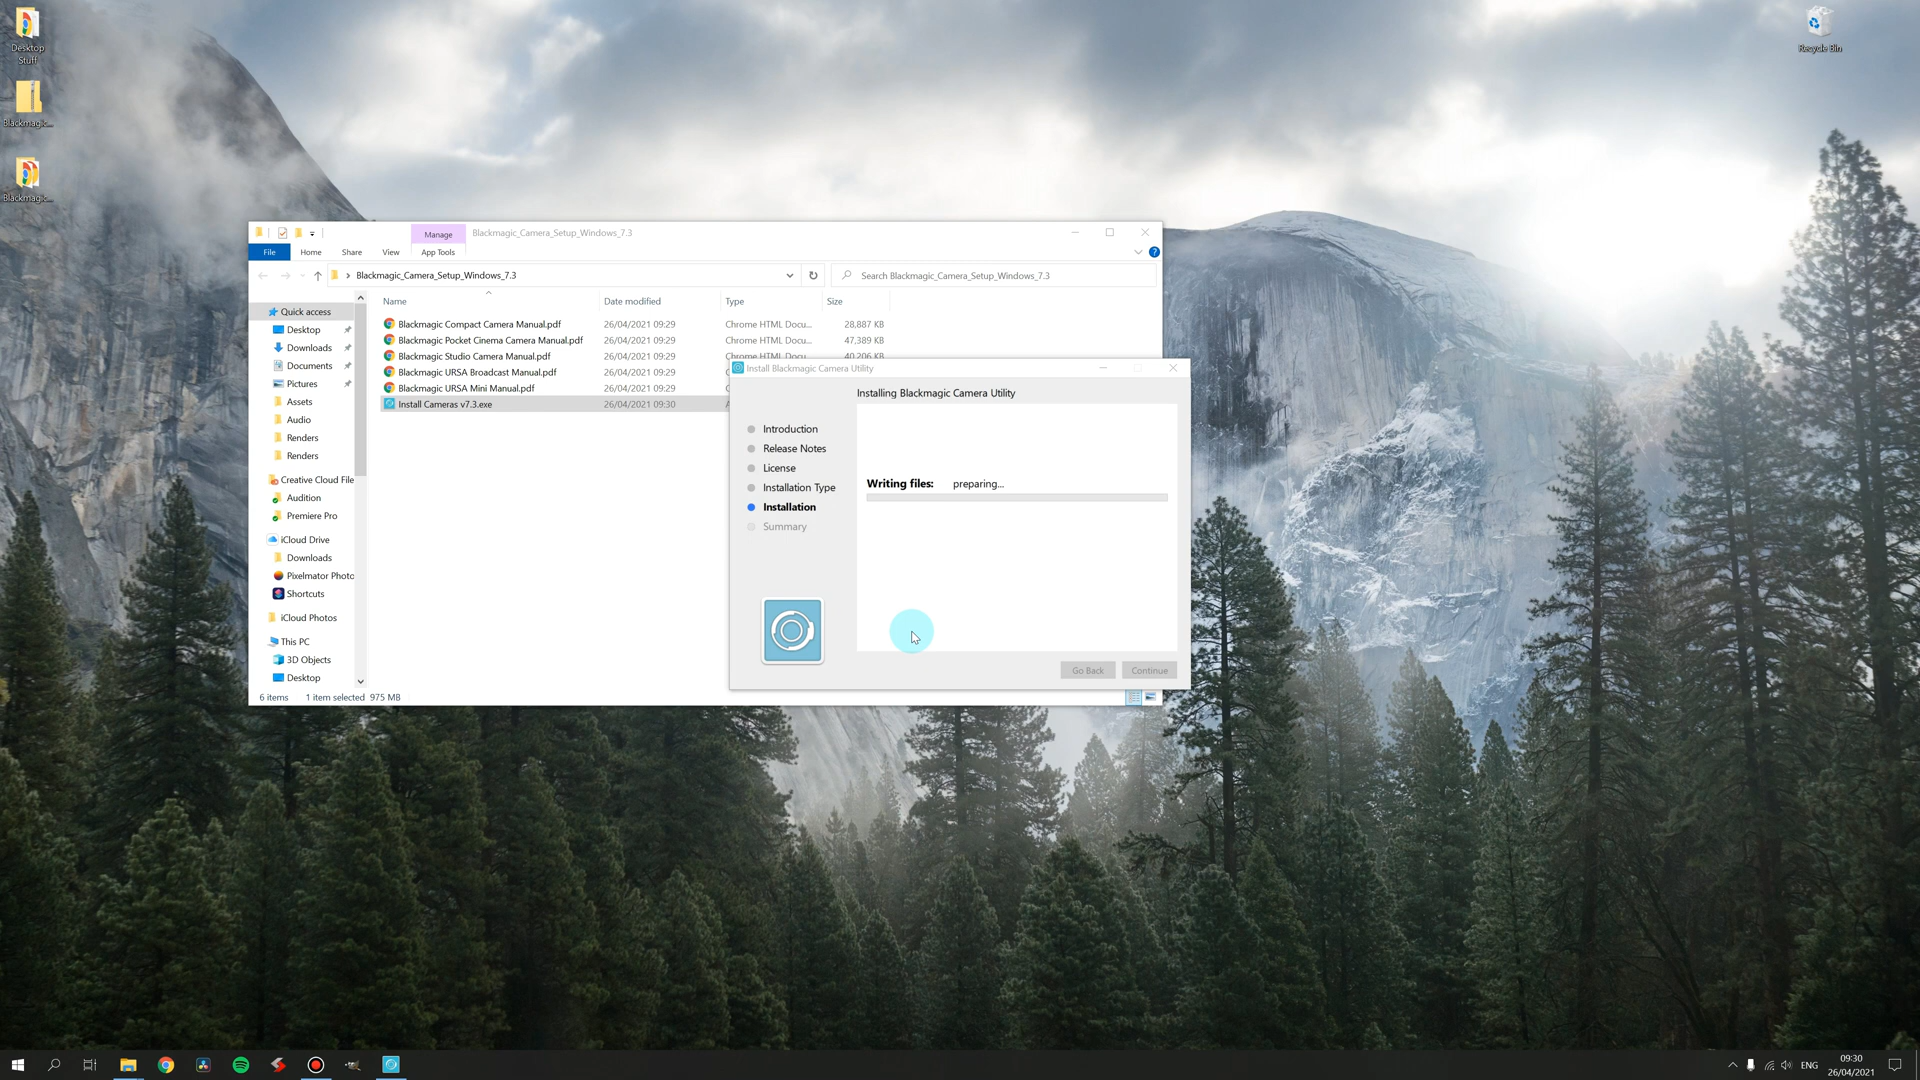 Desktop
Stuff
Blackmagic...
Blackmagic...
Recycle Bin
Manage
Blackmagic_Camera_Setup_Windows_7.3
File
Home
Share
View
App Tools
Blackmagic_Camera_Setup_Windows_7.3
Search Blackmagic_Camera_Setup_Windows_7.3
Name
Date modified
Type
Size
Quick access
Desktop
Downloads
Documents
Pictures
Assets
Audio
Renders
Renders
Creative Cloud File
Audition
Premiere Pro
iCloud Drive
Downloads
Pixelmator Photo
Shortcuts
iCloud Photos
This PC
3D Objects
Desktop
Blackmagic Compact Camera Manual.pdf 26/04/2021 09:29 Chrome HTML Docu... 28,887 KB
Blackmagic Pocket Cinema Camera Manual.pdf 26/04/2021 09:29 Chrome HTML Docu... 47,389 KB
Blackmagic Studio Camera Manual.pdf 26/04/2021 09:29 Chrome HTML Docu... 40,206 KB
Blackmagic URSA Broadcast Manual.pdf 26/04/2021 09:29
Blackmagic URSA Mini Manual.pdf 26/04/2021 09:29
Install Cameras v7.3.exe 26/04/2021 09:30
6 items 1 item selected 975 MB
Install Blackmagic Camera Utility
Installing Blackmagic Camera Utility
Introduction
Release Notes
License
Installation Type
Installation
Summary
Writing files: preparing...
Go Back
Continue
ENG
09:30
26/04/2021